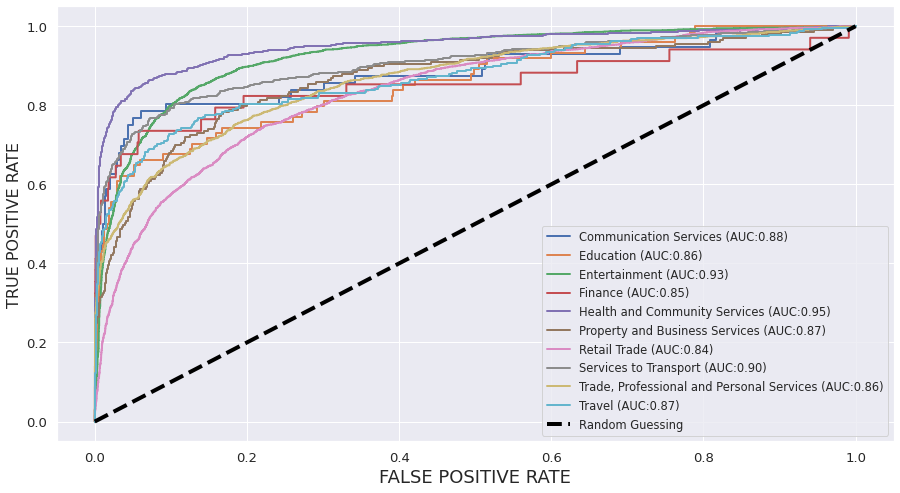 1.0
0.8
0.6
0.4
0.2
0.0
TRUE POSITIVE RATE
Communication Services (AUC:0.88)
Education (AUC:0.86)
Entertainment (AUC:0.93)
Finance (AUC:0.85)
Health and Community Services (AUC:0.95)
Property and Business Services (AUC:0.87)
Retail Trade (AUC:0.84)
Services to Transport (AUC:0.90)
Trade, Professional and Personal Services (AUC:0.86)
Travel (AUC:0.87)
Random Guessing
0.0 0.2 0.4 0.6 0.8 1.0
FALSE POSITIVE RATE